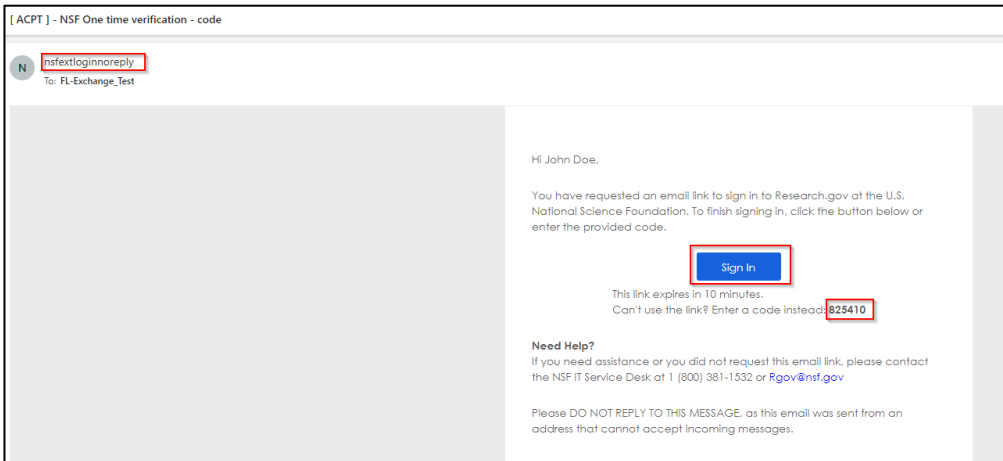 [ ACPT ] - NSF One time verification - code
N
nsfextloginnoreply
To: FL-Exchange_Test
Hi John Doe,
You have requested an email link to sign in to Research.gov at the U.S.
National Science Foundation. To finish signing in, click the button below or
enter the provided code.
Sign In
This link expires in 10 minutes.
Can't use the link? Enter a code instead: 825410
Need Help?
If you need assistance or you did not request this email link, please contact
the NSF IT Service Desk at 1 (800) 381-1532 or Rgov@nsf.gov
Please DO NOT REPLY TO THIS MESSAGE, as this email was sent from an
address that cannot accept incoming messages.